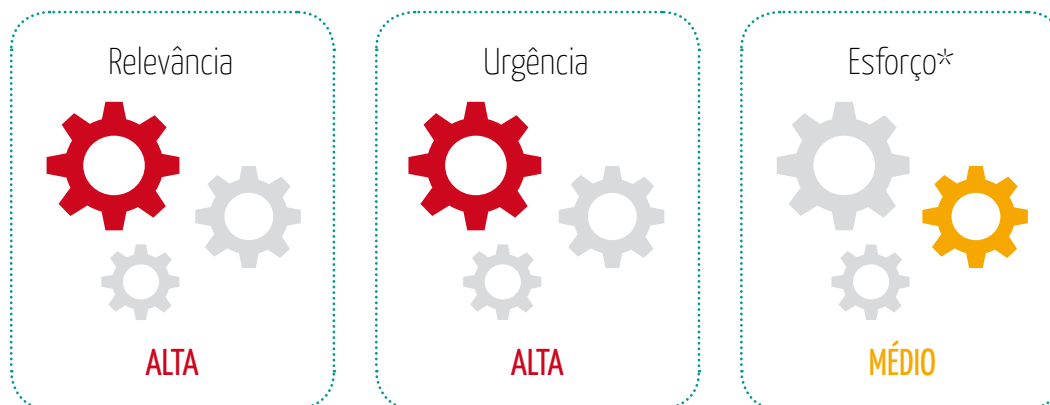 Relevância
Urgência
Esforço*
ALTA
ALTA
MÉDIO